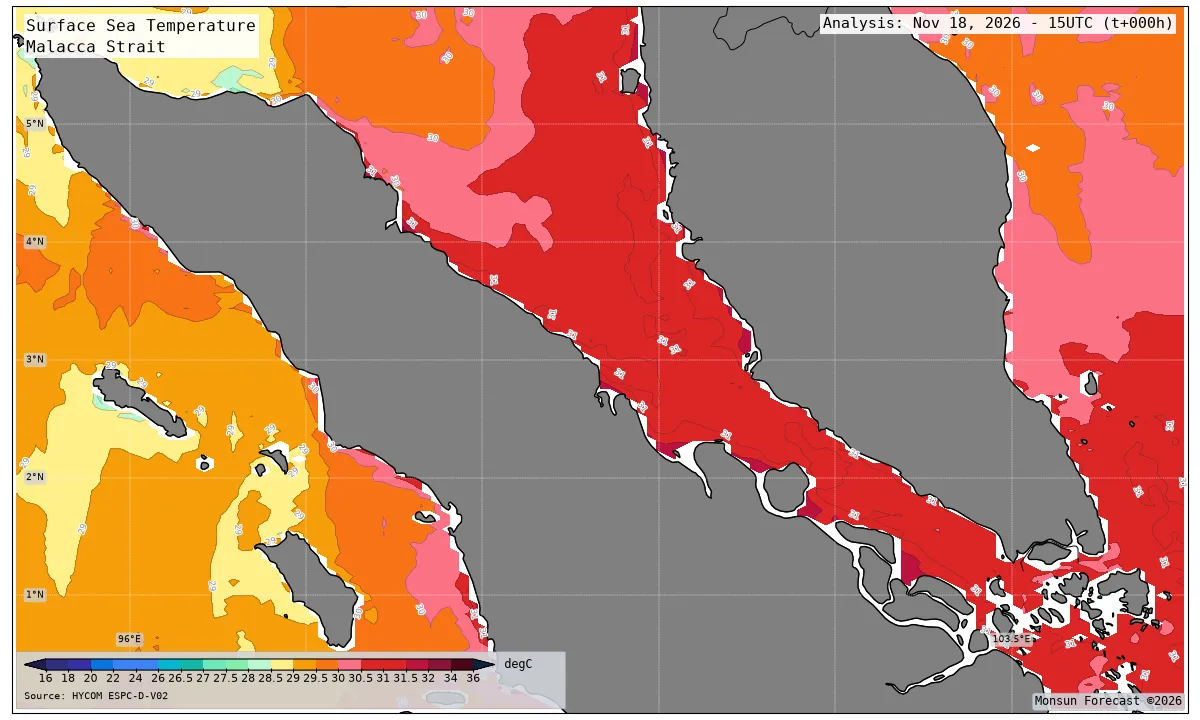 Surface Sea Temperature
Malacca Strait
Analysis: Nov 18, 2026 - 15UTC (t+000h)
5°N
4°N
3°N
2°N
1°N
96°E
103.5°E
degC
16 18 20 22 24 26 26.5 27 27.5 28 28.5 29 29.5 30 30.5 31 31.5 32 34 36
Source: HYCOM ESPC-D-V02
Monsun Forecast ©2026